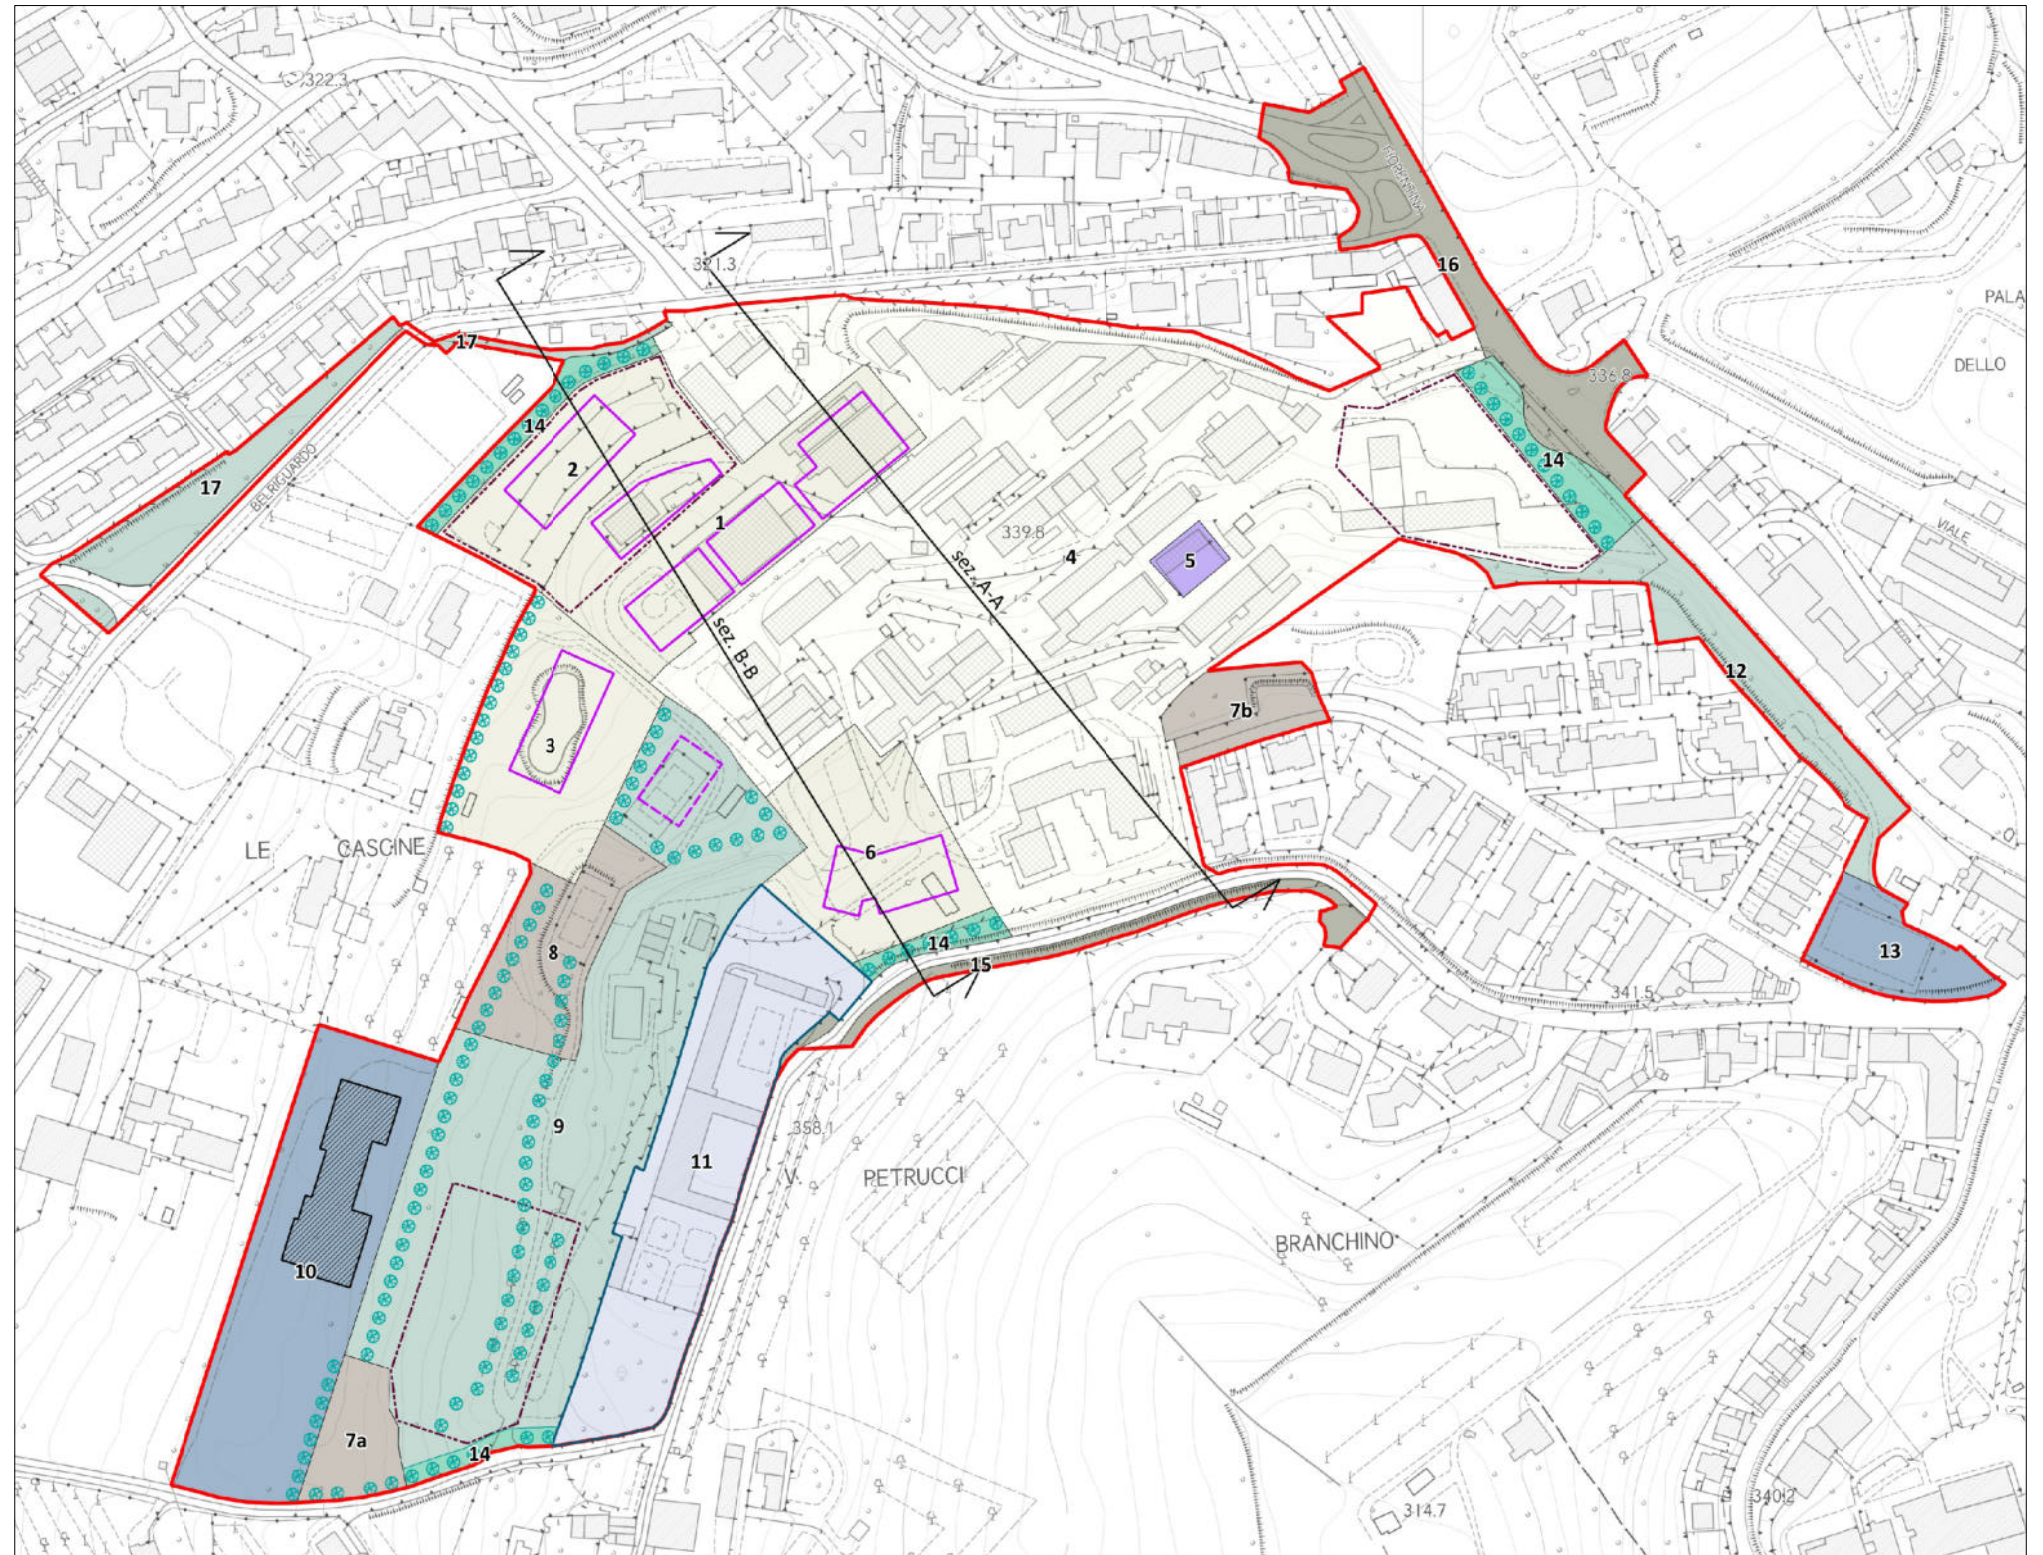 322.3
FIORENTINA
321.3
16
PALA
17
DELLO
336.8
14
14
2
17
BELRIGUARDO
1
VIALE
339.8
4
5
sez. A-A
sez. B-B
12
7b
3
LE CASCINE
6
14
8
13
15
341.5
9
358.1
11
V. PETRUCCI
BRANCHINO
10
7a
14
340.2
314.7